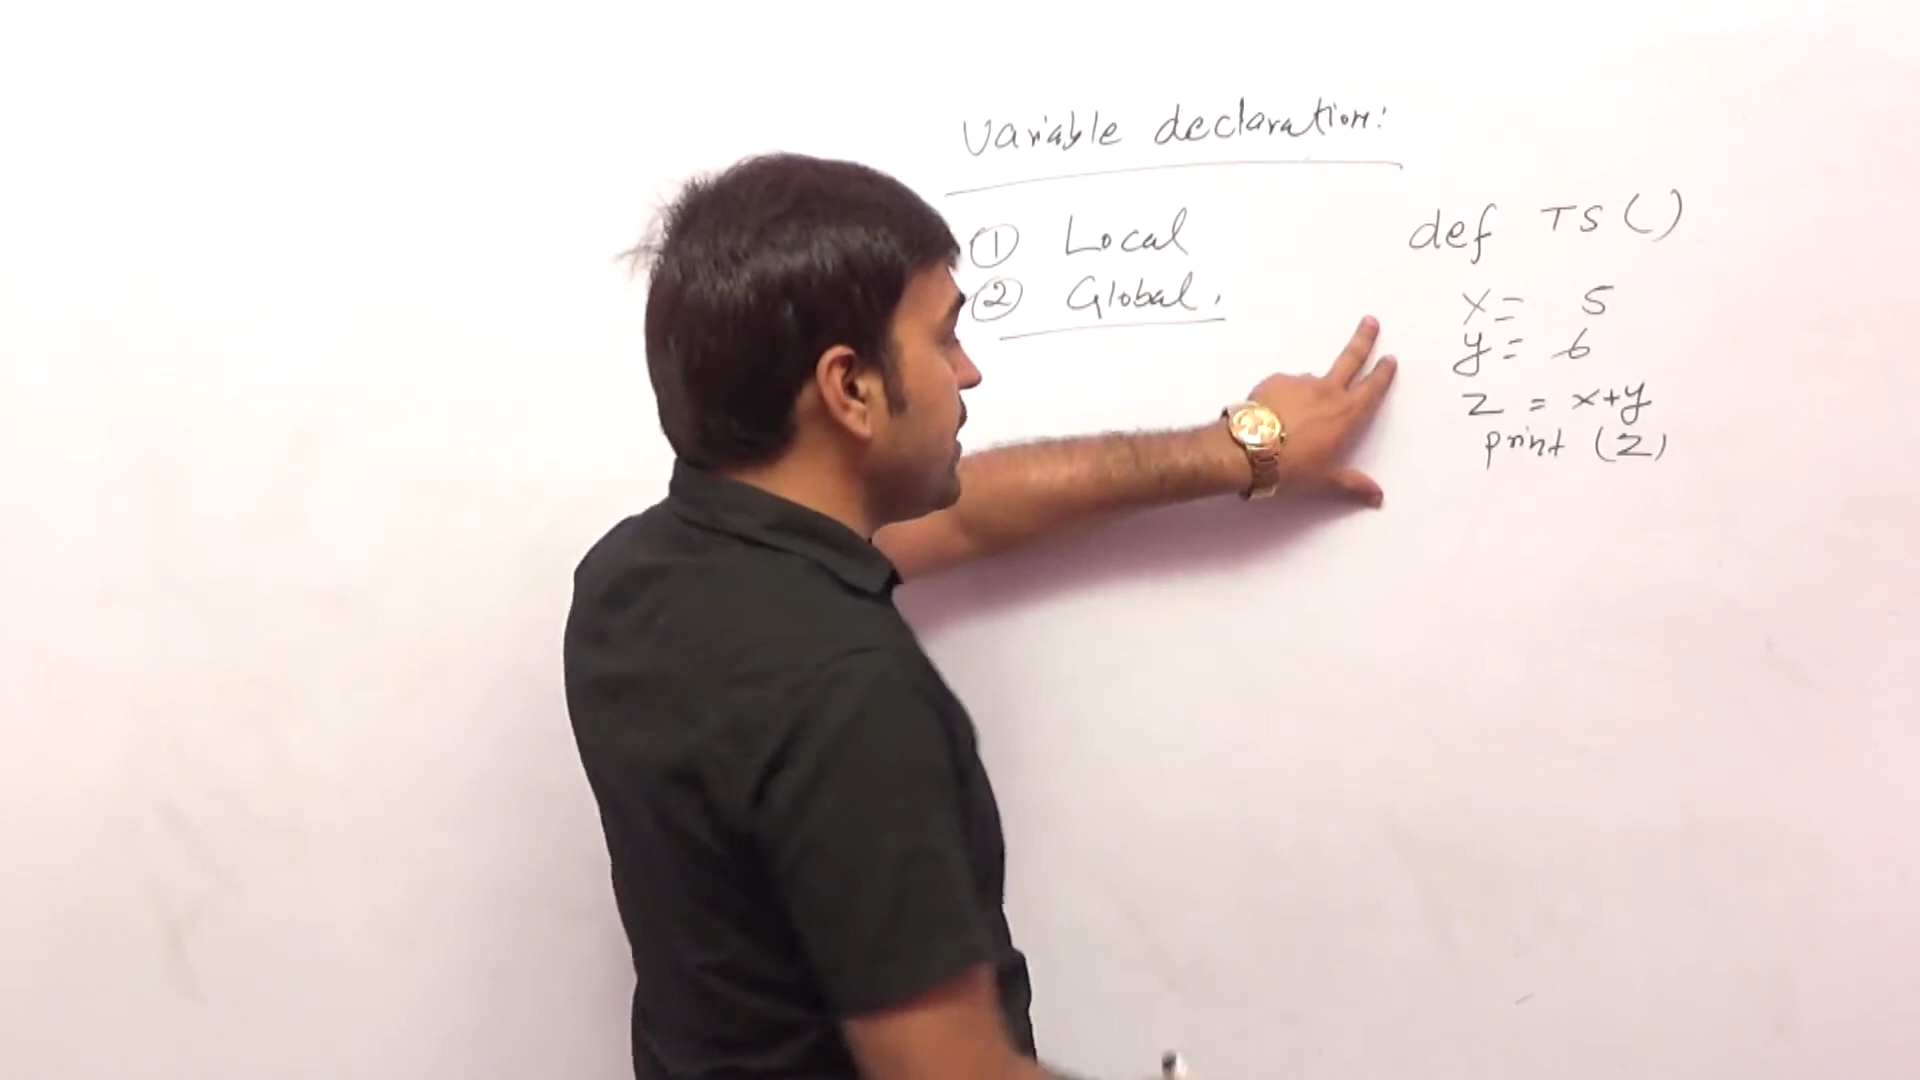 Variable declaration:
① Local
② Global.
def TS()
x= 5
y= 6
z = x+y
print (z)